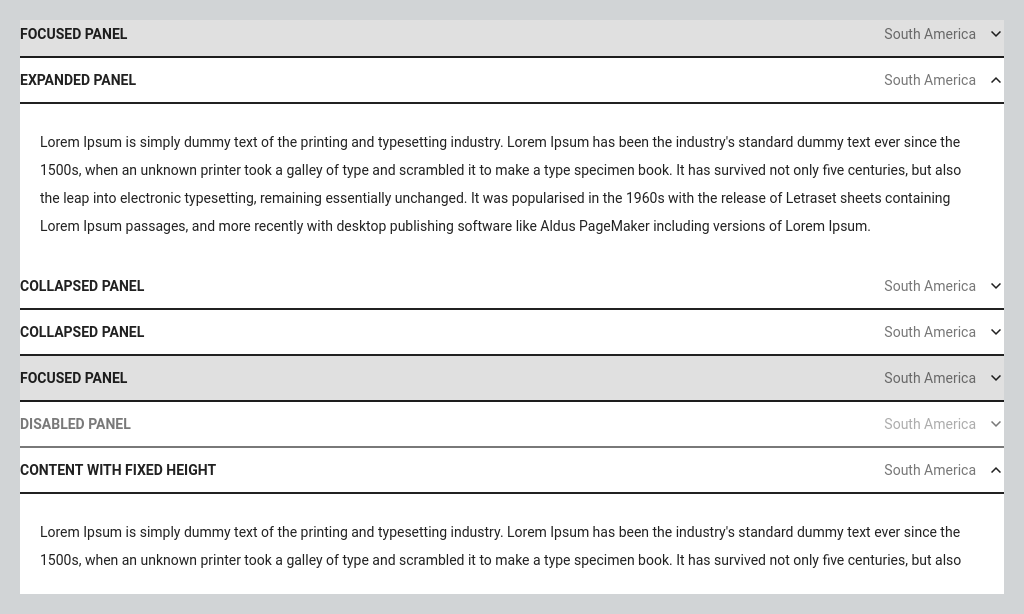 FOCUSED PANEL South America
EXPANDED PANEL South America
Lorem Ipsum is simply dummy text of the printing and typesetting industry. Lorem Ipsum has been the industry's standard dummy text ever since the
1500s, when an unknown printer took a galley of type and scrambled it to make a type specimen book. It has survived not only five centuries, but also
the leap into electronic typesetting, remaining essentially unchanged. It was popularised in the 1960s with the release of Letraset sheets containing
Lorem Ipsum passages, and more recently with desktop publishing software like Aldus PageMaker including versions of Lorem Ipsum.
COLLAPSED PANEL South America
COLLAPSED PANEL South America
FOCUSED PANEL South America
DISABLED PANEL South America
CONTENT WITH FIXED HEIGHT South America
Lorem Ipsum is simply dummy text of the printing and typesetting industry. Lorem Ipsum has been the industry's standard dummy text ever since the
1500s, when an unknown printer took a galley of type and scrambled it to make a type specimen book. It has survived not only five centuries, but also